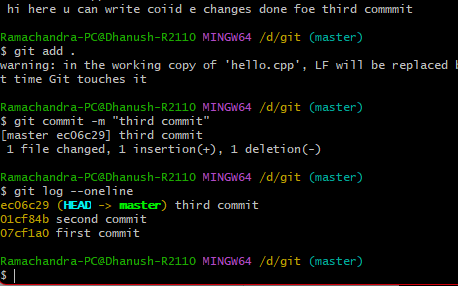 hi here u can write coiid e changes done foe third commmit
Ramachandra-PC@Dhanush-R2110 MINGW64 /d/git (master)
$ git add .
warning: in the working copy of 'hello.cpp', LF will be replaced b
t time Git touches it
Ramachandra-PC@Dhanush-R2110 MINGW64 /d/git (master)
$ git commit -m "third commit"
[master ec06c29] third commit
1 file changed, 1 insertion(+), 1 deletion(-)
Ramachandra-PC@Dhanush-R2110 MINGW64 /d/git (master)
$ git log --oneline
ec06c29 (HEAD -> master) third commit
01cf84b second commit
07cf1a0 first commit
Ramachandra-PC@Dhanush-R2110 MINGW64 /d/git (master)
$